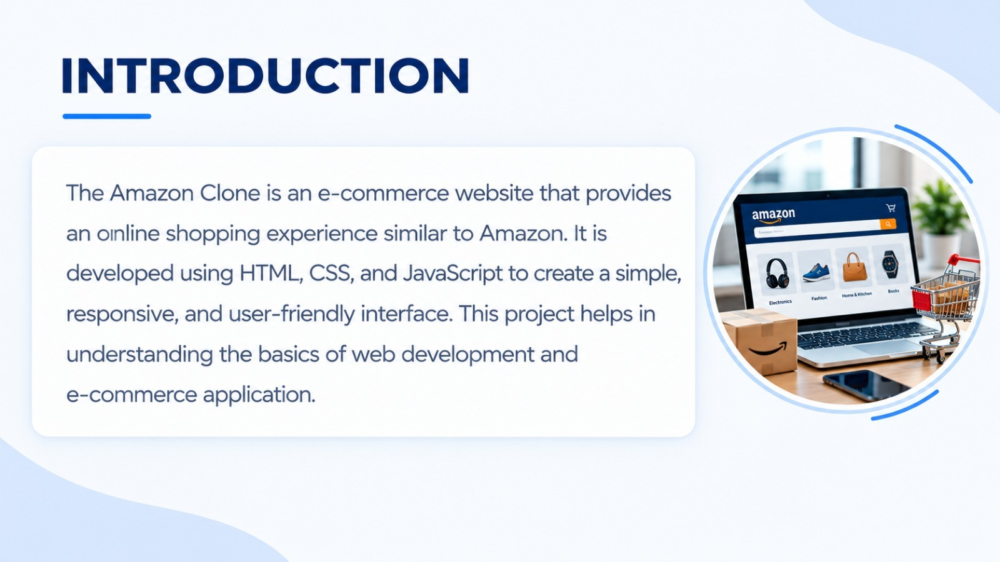 INTRODUCTION
The Amazon Clone is an e-commerce website that provides
an online shopping experience similar to Amazon. It is
developed using HTML, CSS, and JavaScript to create a simple,
responsive, and user-friendly interface. This project helps in
understanding the basics of web development and
e-commerce application.
amazon
Electronics
Fashion
Home & Kitchen
Books